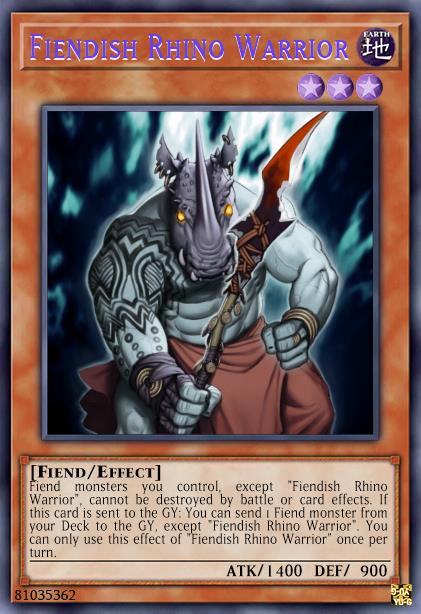 Fiendish Rhino Warrior
EARTH
地
[Fiend/Effect]
Fiend monsters you control, except "Fiendish Rhino
Warrior", cannot be destroyed by battle or card effects. If
this card is sent to the GY: You can send 1 Fiend monster from
your Deck to the GY, except "Fiendish Rhino Warrior". You
can only use this effect of "Fiendish Rhino Warrior" once per
turn.
ATK/1400 DEF/ 900
81035362